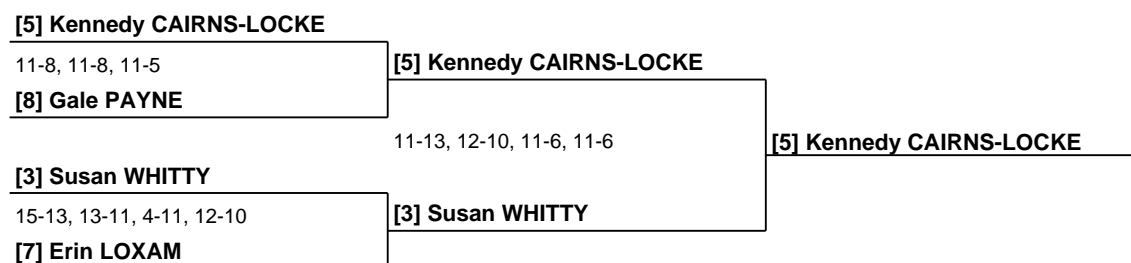 [5] Kennedy CAIRNS-LOCKE
11-8, 11-8, 11-5
[8] Gale PAYNE
[5] Kennedy CAIRNS-LOCKE
11-13, 12-10, 11-6, 11-6
[5] Kennedy CAIRNS-LOCKE
[3] Susan WHITTY
15-13, 13-11, 4-11, 12-10
[7] Erin LOXAM
[3] Susan WHITTY